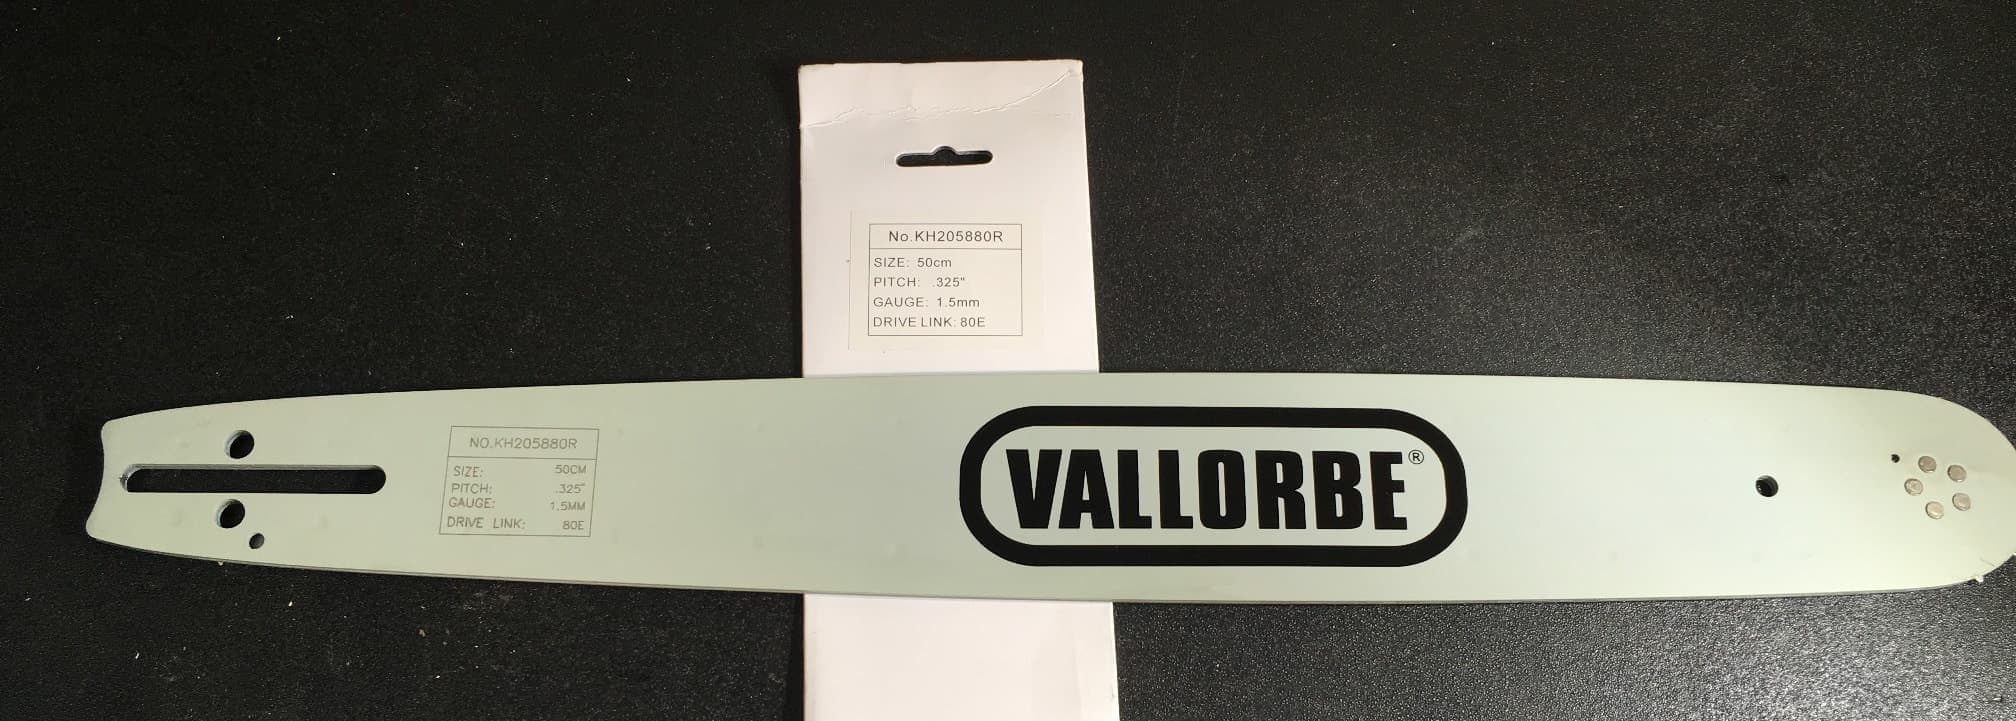 No.KH205880R
SIZE: 50cm
PITCH: .325"
GAUGE: 1.5mm
DRIVE LINK: 80E
NO.KH205880R
SIZE: 50CM
PITCH: .325"
GAUGE: 1.5MM
DRIVE LINK: 80E
VALLORBE®